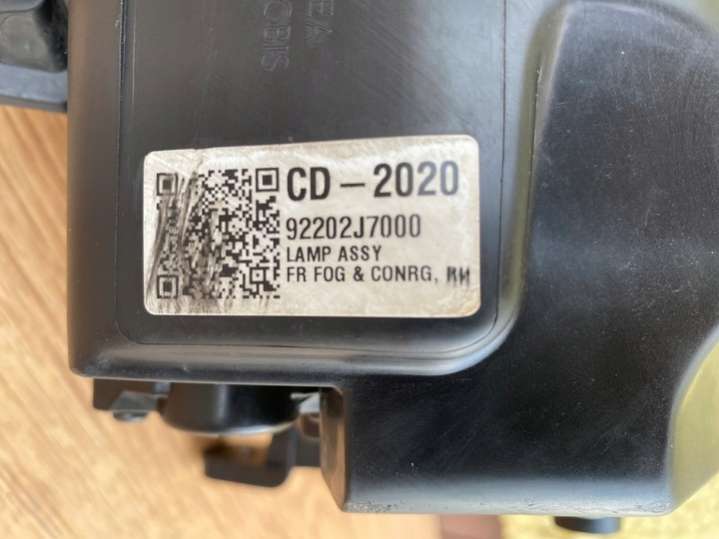 CD-2020
92202J7000
LAMP ASSY
FR FOG & CONRG, RH